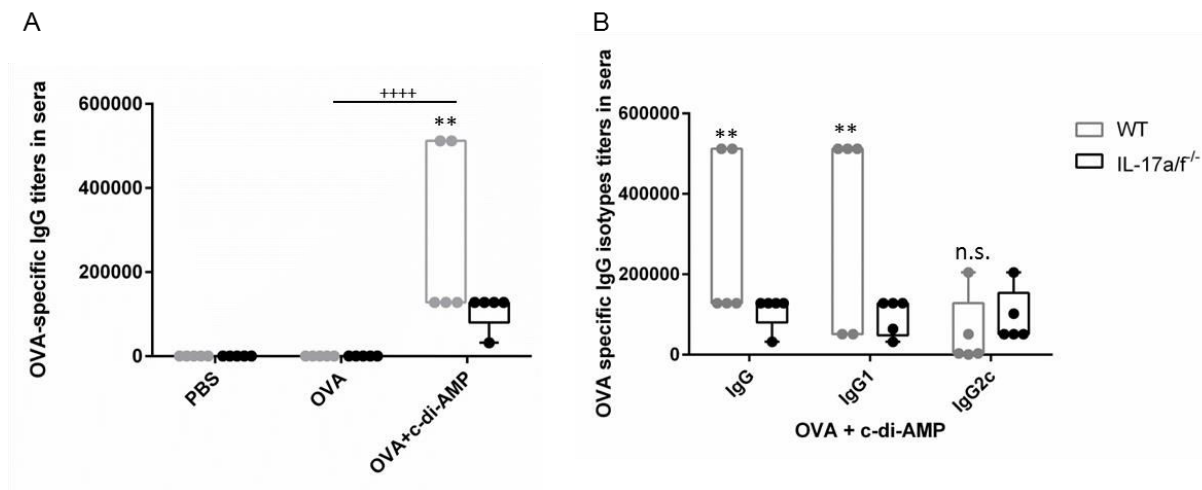 A
OVA-specific IgG titers in sera
600000
400000
200000
0
++++
**
PBS
OVA
OVA+c-di-AMP
B
OVA specific IgG isotypes titers in sera
600000
400000
200000
0
**
**
n.s.
IgG
IgG1
IgG2c
OVA + c-di-AMP
WT
IL-17a/f-/-